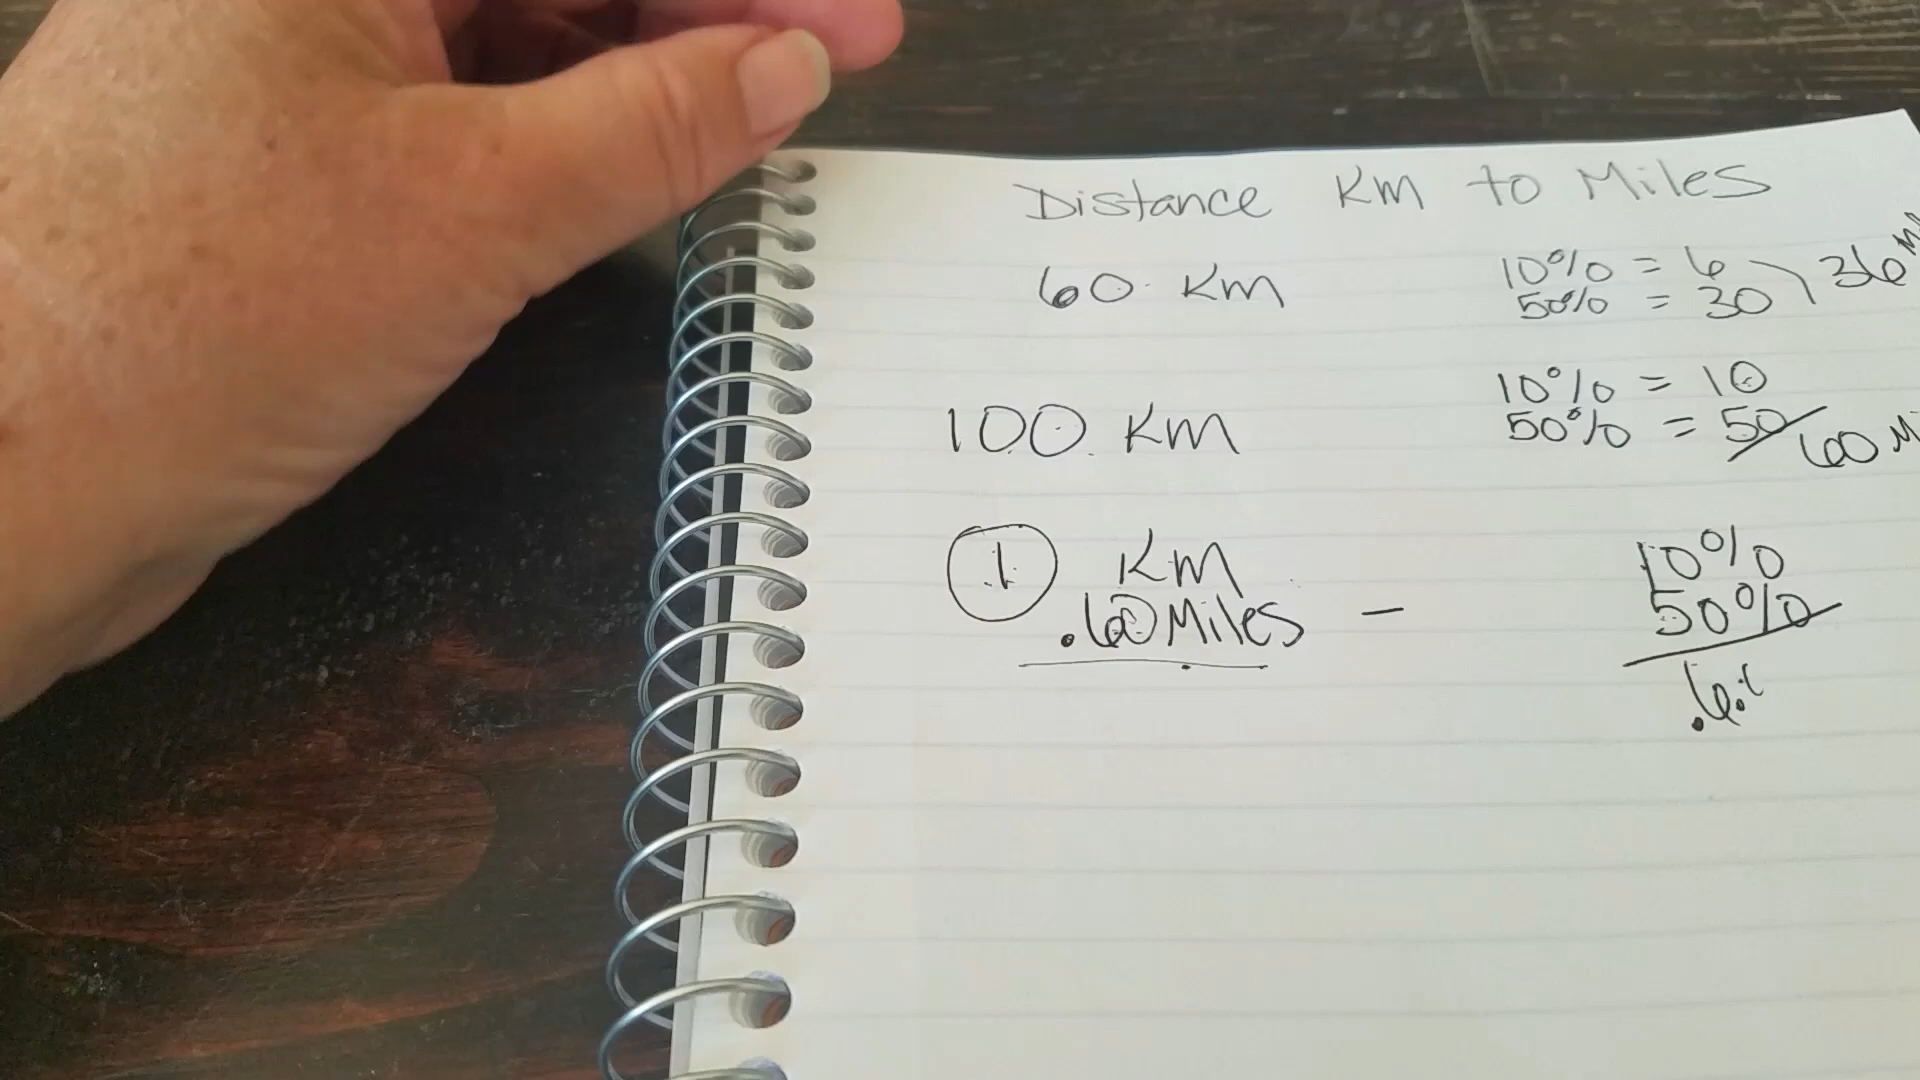 Distance Km to Miles
60 Km 10% = 6 36
50% = 30
100 Km 10% = 10
50% = 50 60 M
1 Km 10%
.60 Miles - 50%